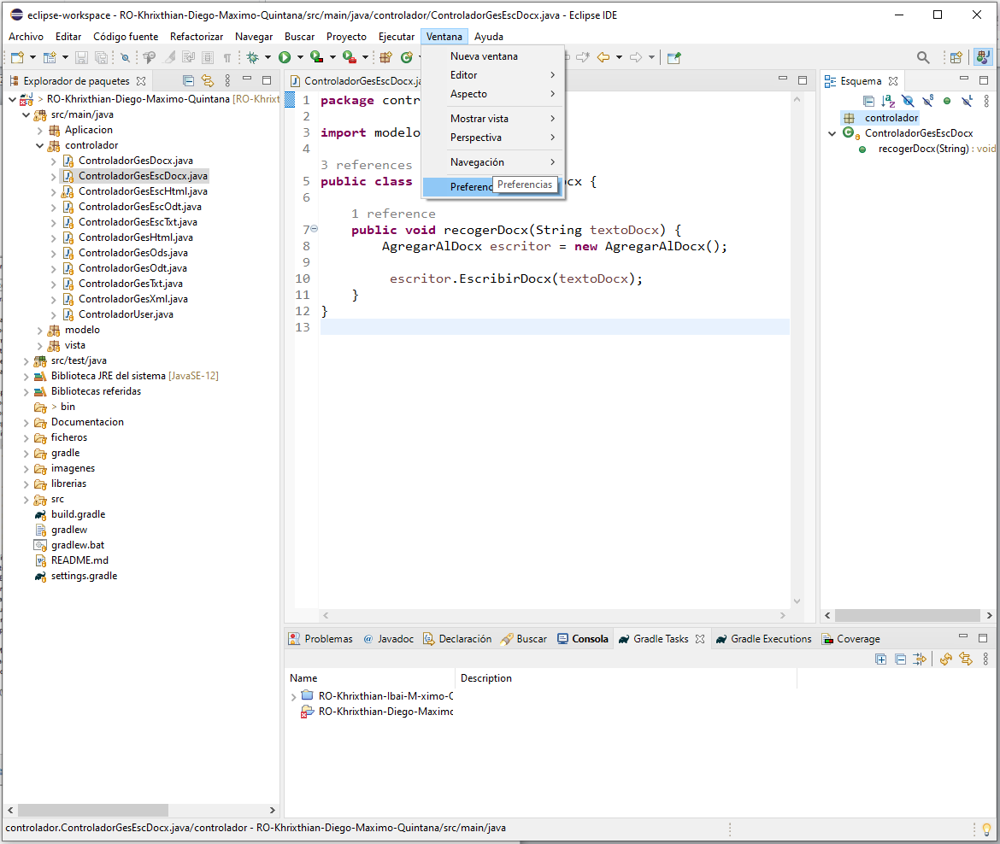 eclipse-workspace - RO-Khrixthian-Diego-Maximo-Quintana/src/main/java/controlador/ControladorGesEscDocx.java - Eclipse IDE
Archivo Editar Código fuente Refactorizar Navegar Buscar Proyecto Ejecutar Ventana Ayuda
Nueva ventana
Editor
Aspecto
Mostrar vista
Perspectiva
Navegación
Preferenc
Preferencias
Explorador de paquetes
> RO-Khrixthian-Diego-Maximo-Quintana [RO-Khrixt
src/main/java
Aplicacion
controlador
ControladorGesDocx.java
ControladorGesEscDocx.java
ControladorGesEscHtml.java
ControladorGesEscOdt.java
ControladorGesEscTxt.java
ControladorGesHtml.java
ControladorGesOds.java
ControladorGesOdt.java
ControladorGesTxt.java
ControladorGesXml.java
ControladorUser.java
modelo
vista
src/test/java
Biblioteca JRE del sistema [JavaSE-12]
Bibliotecas referidas
> bin
Documentacion
ficheros
gradle
imagenes
librerias
src
build.gradle
gradlew
gradlew.bat
README.md
settings.gradle
ControladorGesEscDocx.ja
1 package contr
2
3 import modelo
4
3 references
5 public class cx {
6
1 reference
7 public void recogerDocx(String textoDocx) {
8 AgregarAlDocx escritor = new AgregarAlDocx();
9
10 escritor.EscribirDocx(textoDocx);
11 }
12 }
13
Esquema
controlador
ControladorGesEscDocx
recogerDocx(String) : void
Problemas @ Javadoc Declaración Buscar Consola Gradle Tasks Gradle Executions Coverage
Name Description
RO-Khrixthian-Ibai-M-ximo-C
RO-Khrixthian-Diego-Maximo
controlador.ControladorGesEscDocx.java/controlador - RO-Khrixthian-Diego-Maximo-Quintana/src/main/java